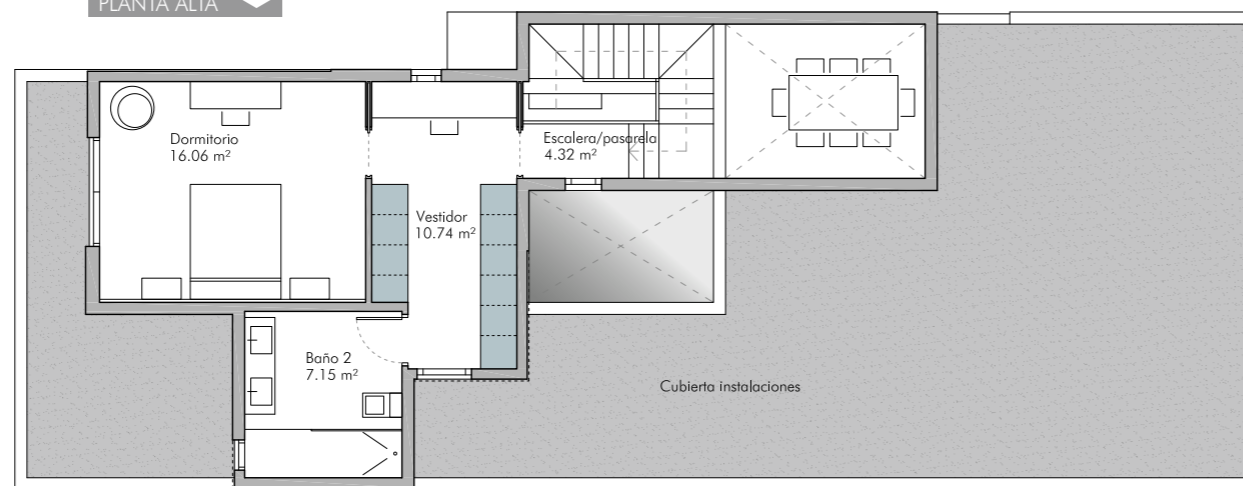 PLANTA ALTA
Dormitorio
16.06 m²
Escalera/pasarela
4.32 m²
Vestidor
10.74 m²
Baño 2
7.15 m²
Cubierta instalaciones